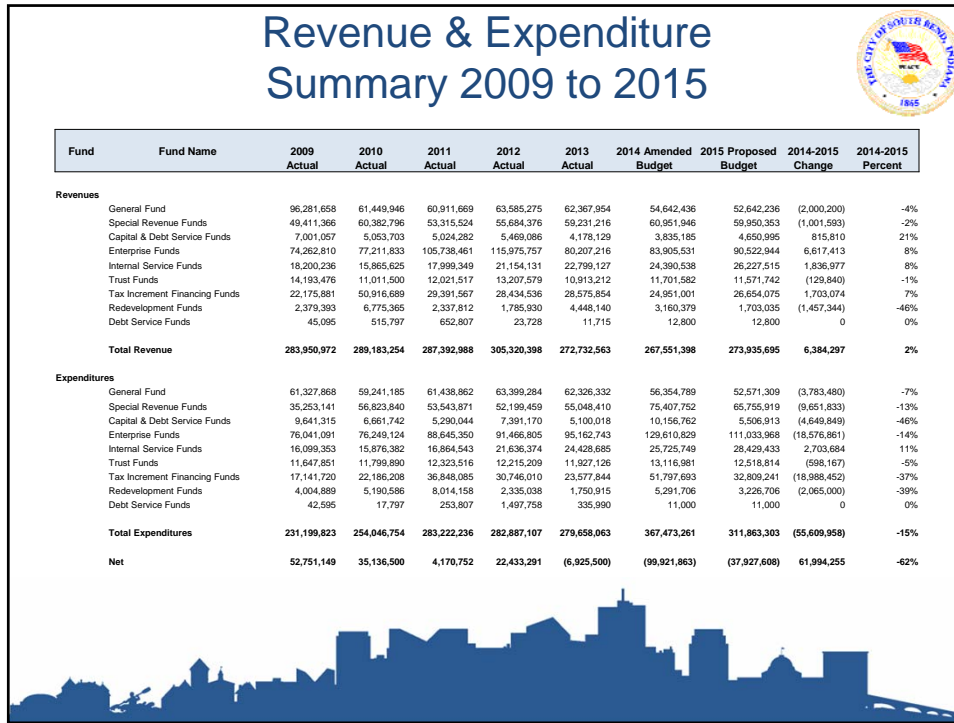 Revenue & Expenditure
Summary 2009 to 2015
THE CITY OF SOUTH BEND, INDIANA
PEACE
1865
Fund Fund Name 2009 2010 2011 2012 2013 2014 Amended 2015 Proposed 2014-2015 2014-2015
Actual Actual Actual Actual Actual Budget Budget Change Percent
Revenues
General Fund 96,281,658 61,449,946 60,911,669 63,585,275 62,367,954 54,642,436 52,642,236 (2,000,200) -4%
Special Revenue Funds 49,411,366 60,382,796 53,315,524 55,684,376 59,231,216 60,951,946 59,950,353 (1,001,593) -2%
Capital & Debt Service Funds 7,001,057 5,053,703 5,024,282 5,469,086 4,178,129 3,835,185 4,650,995 815,810 21%
Enterprise Funds 74,262,810 77,211,833 105,738,461 115,975,757 80,207,216 83,905,531 90,522,944 6,617,413 8%
Internal Service Funds 18,200,236 15,865,625 17,999,349 21,154,131 22,799,127 24,390,538 26,227,515 1,836,977 8%
Trust Funds 14,193,476 11,011,500 12,021,517 13,207,579 10,913,212 11,701,582 11,571,742 (129,840) -1%
Tax Increment Financing Funds 22,175,881 50,916,689 29,391,567 28,434,536 28,575,854 24,951,001 26,654,075 1,703,074 7%
Redevelopment Funds 2,379,393 6,775,365 2,337,812 1,785,930 4,448,140 3,160,379 1,703,035 (1,457,344) -46%
Debt Service Funds 45,095 515,797 652,807 23,728 11,715 12,800 12,800 0 0%
Total Revenue 283,950,972 289,183,254 287,392,988 305,320,398 272,732,563 267,551,398 273,935,695 6,384,297 2%
Expenditures
General Fund 61,327,868 59,241,185 61,438,862 63,399,284 62,326,332 56,354,789 52,571,309 (3,783,480) -7%
Special Revenue Funds 35,253,141 56,823,840 53,543,871 52,199,459 55,048,410 75,407,752 65,755,919 (9,651,833) -13%
Capital & Debt Service Funds 9,641,315 6,661,742 5,290,044 7,391,170 5,100,018 10,156,762 5,506,913 (4,649,849) -46%
Enterprise Funds 76,041,091 76,249,124 88,645,350 91,466,805 95,162,743 129,610,829 111,033,968 (18,576,861) -14%
Internal Service Funds 16,099,353 15,876,382 16,864,543 21,636,374 24,428,685 25,725,749 28,429,433 2,703,684 11%
Trust Funds 11,647,851 11,799,890 12,323,516 12,215,209 11,927,126 13,116,981 12,518,814 (598,167) -5%
Tax Increment Financing Funds 17,141,720 22,186,208 36,848,085 30,746,010 23,577,844 51,797,693 32,809,241 (18,988,452) -37%
Redevelopment Funds 4,004,889 5,190,586 8,014,158 2,335,038 1,750,915 5,291,706 3,226,706 (2,065,000) -39%
Debt Service Funds 42,595 17,797 253,807 1,497,758 335,990 11,000 11,000 0 0%
Total Expenditures 231,199,823 254,046,754 283,222,236 282,887,107 279,658,063 367,473,261 311,863,303 (55,609,958) -15%
Net 52,751,149 35,136,500 4,170,752 22,433,291 (6,925,500) (99,921,863) (37,927,608) 61,994,255 -62%